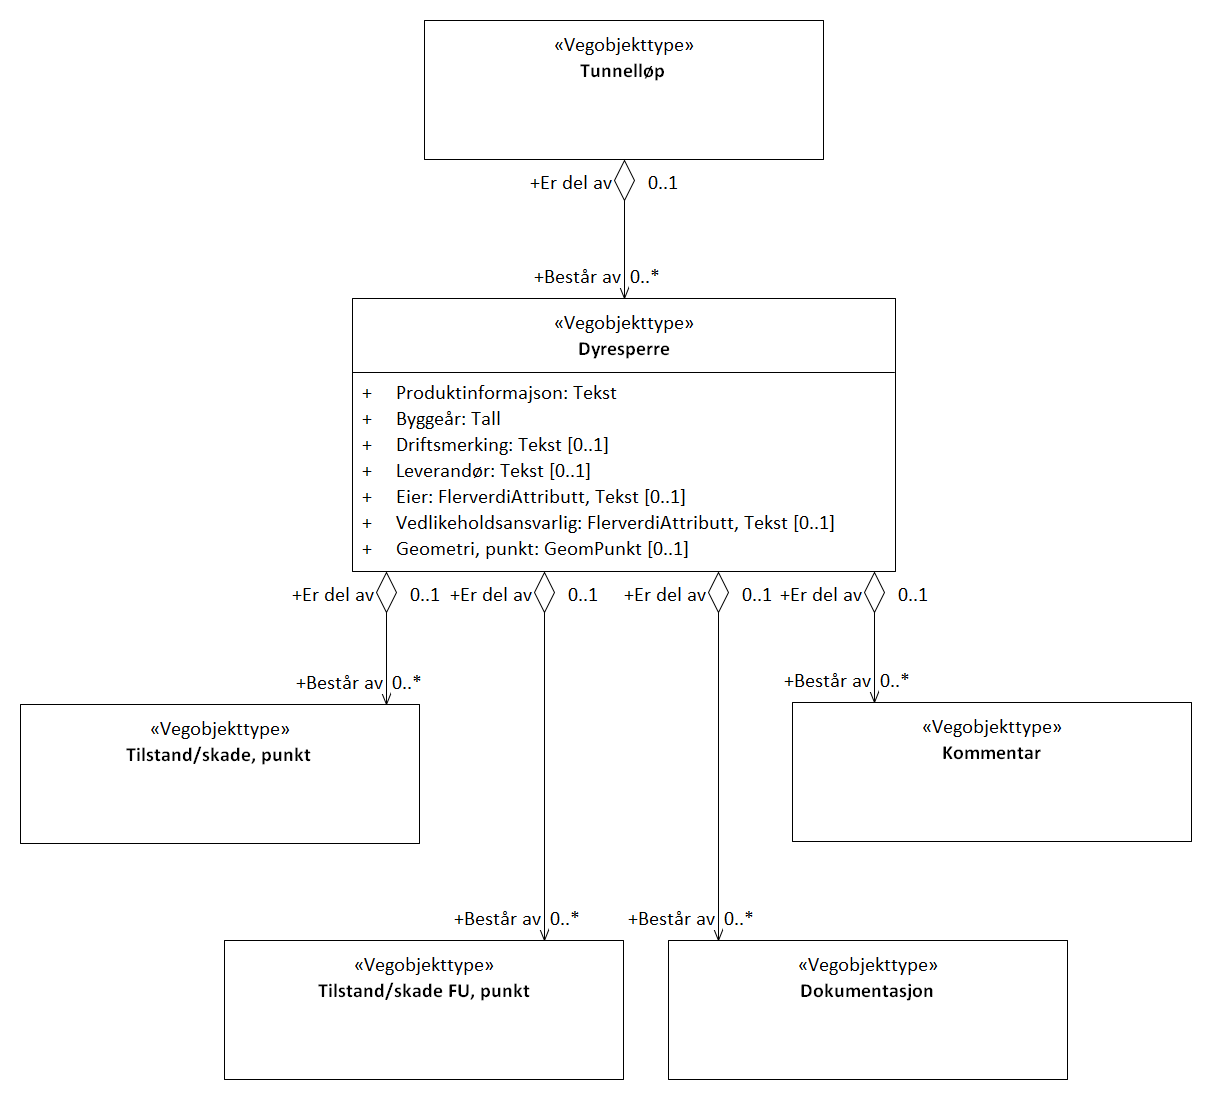 «Vegobjekttype»
Tunnelløp
+Er del av 0..1
+Består av 0..*
«Vegobjekttype»
Dyresperre
+ Produktinformajson: Tekst
+ Byggeår: Tall
+ Driftsmerking: Tekst [0..1]
+ Leverandør: Tekst [0..1]
+ Eier: FlerverdiAttributt, Tekst [0..1]
+ Vedlikeholdsansvarlig: FlerverdiAttributt, Tekst [0..1]
+ Geometri, punkt: GeomPunkt [0..1]
+Er del av 0..1 +Er del av 0..1 +Er del av 0..1 +Er del av 0..1
+Består av 0..* +Består av 0..*
«Vegobjekttype» «Vegobjekttype»
Tilstand/skade, punkt Kommentar
+Består av 0..* +Består av 0..*
«Vegobjekttype» «Vegobjekttype»
Tilstand/skade FU, punkt Dokumentasjon